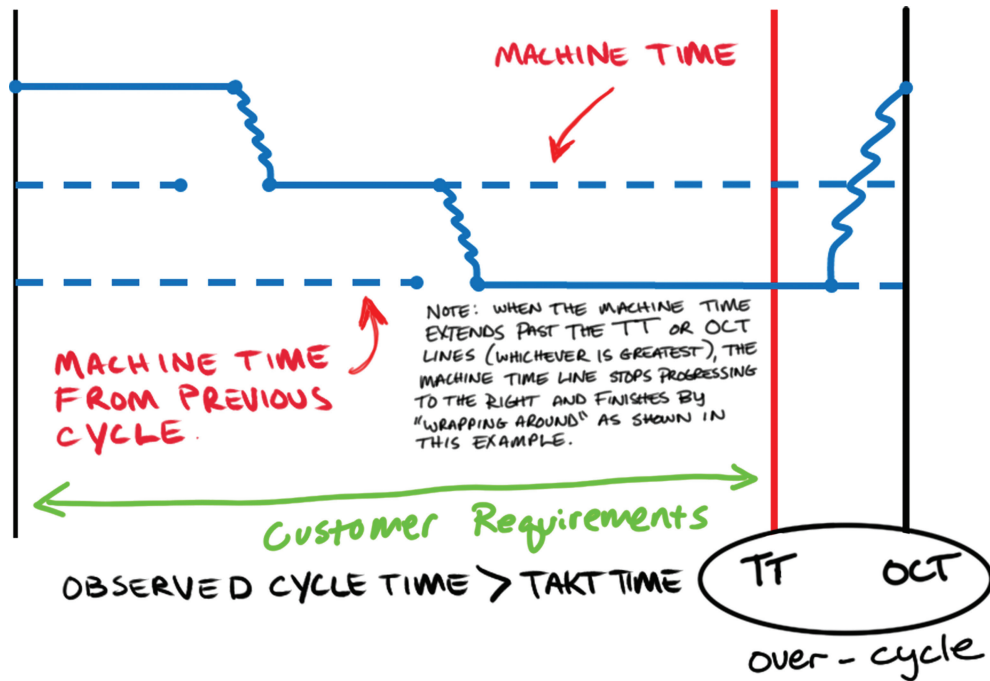 MACHINE TIME
NOTE: WHEN THE MACHINE TIME
EXTENDS PAST THE TT OR OCT
LINES (WHICHEVER IS GREATEST), THE
MACHINE TIME LINE STOPS PROGRESSING
TO THE RIGHT AND FINISHES BY
"WRAPPING AROUND" AS SHOWN IN
THIS EXAMPLE.
MACHINE TIME
FROM PREVIOUS
CYCLE.
Customer Requirements
OBSERVED CYCLE TIME > TAKT TIME
TT OCT
over-cycle